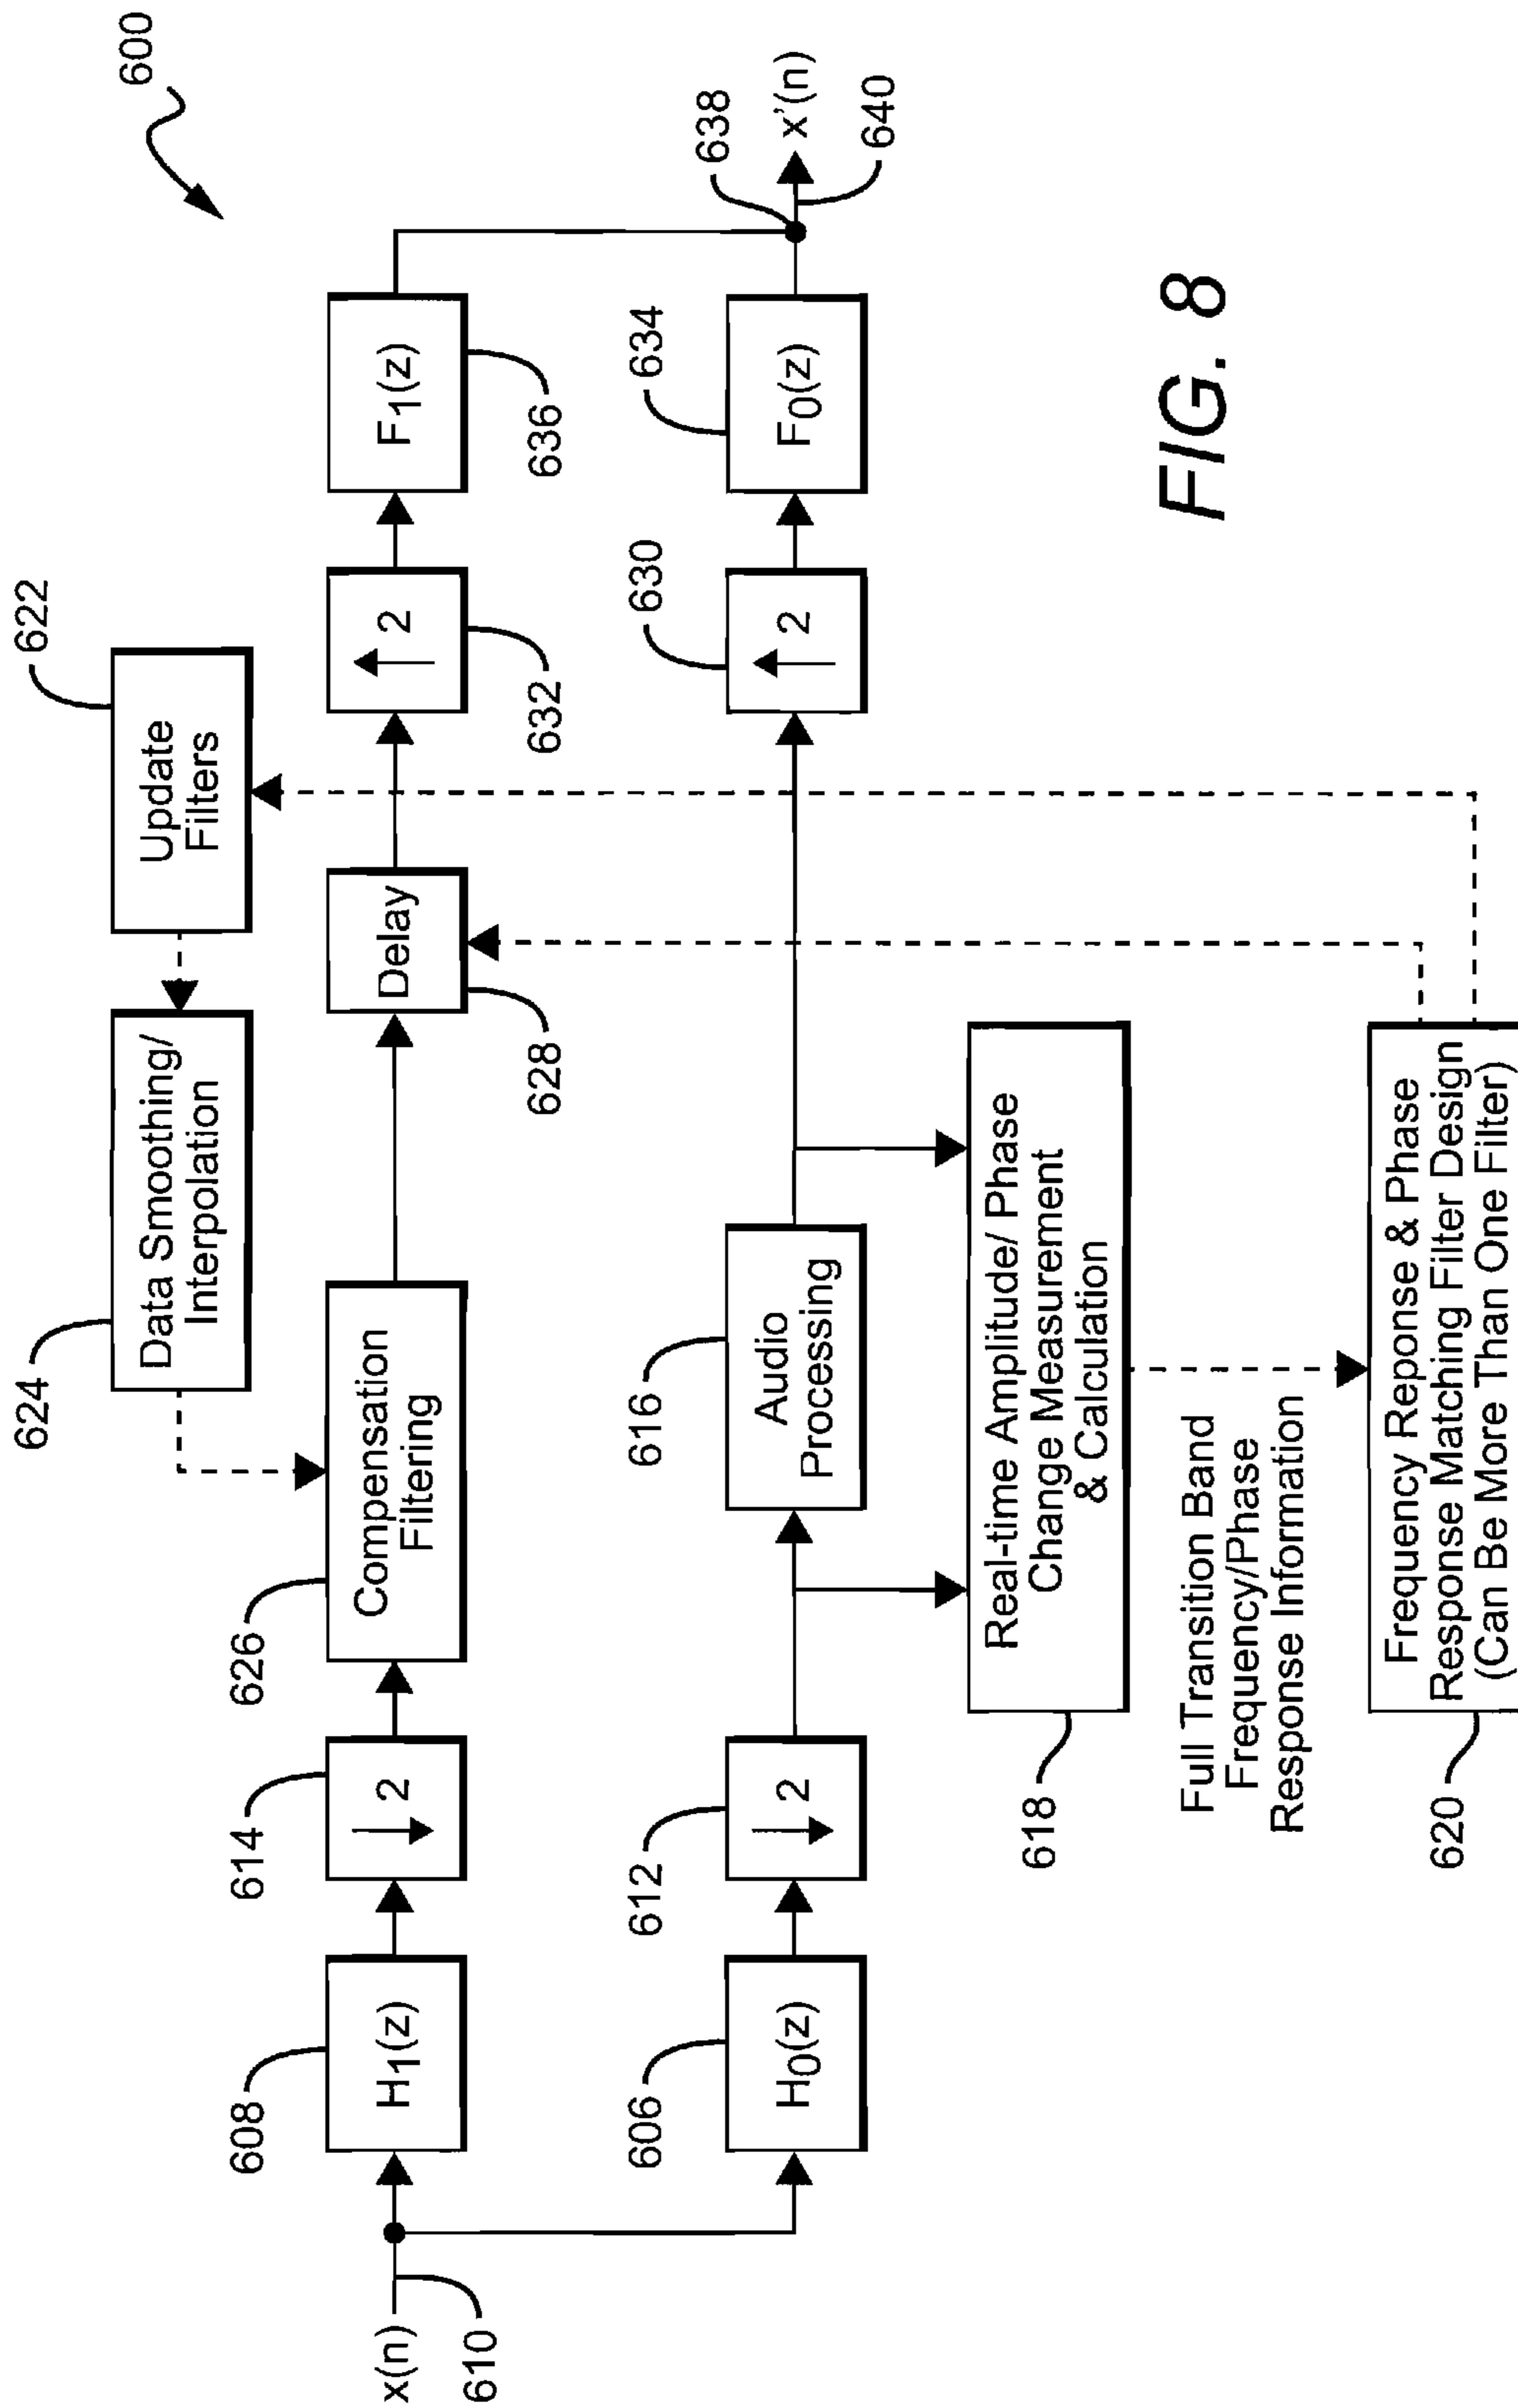 600
622
624
Update
Filters
Data Smoothing/
Interpolation
608
614
626
x(n)
610
H1(z)
2
Compensation
Filtering
Delay
628
2
632
F1(z)
636
606
612
616
630
634
638
H0(z)
2
Audio
Processing
2
F0(z)
x'(n)
640
618
Real-time Amplitude/ Phase
Change Measurement
& Calculation
Full Transition Band
Frequency/Phase
Response Information
620
Frequency Reponse & Phase
Response Matching Filter Design
(Can Be More Than One Filter)
FIG. 8